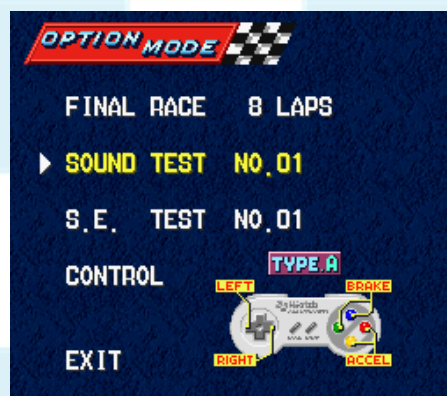 OPTION MODE
FINAL RACE 8 LAPS
SOUND TEST NO.01
S.E. TEST NO.01
CONTROL
TYPE.A
LEFT
BRAKE
RIGHT
ACCEL
EXIT